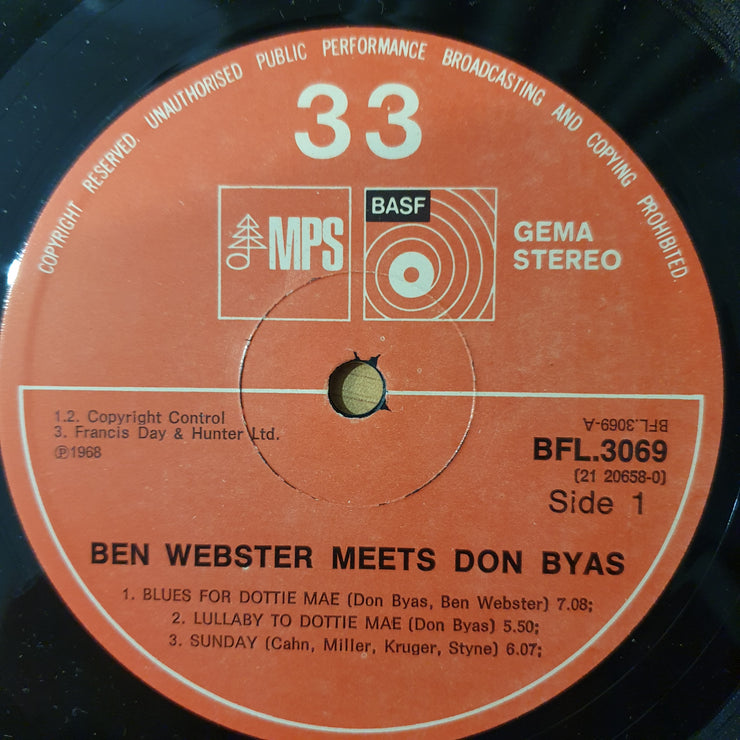 COPYRIGHT RESERVED. UNAUTHORISED PUBLIC PERFORMANCE BROADCASTING AND COPYING PROHIBITED.
33
MPS
BASF
GEMA
STEREO
1.2. Copyright Control
3. Francis Day & Hunter Ltd.
℗1968
BFL.3069-A
BFL.3069
(21 20658-0)
Side 1
BEN WEBSTER MEETS DON BYAS
1. BLUES FOR DOTTIE MAE (Don Byas, Ben Webster) 7.08;
2. LULLABY TO DOTTIE MAE (Don Byas) 5.50;
3. SUNDAY (Cahn, Miller, Kruger, Styne) 6.07;